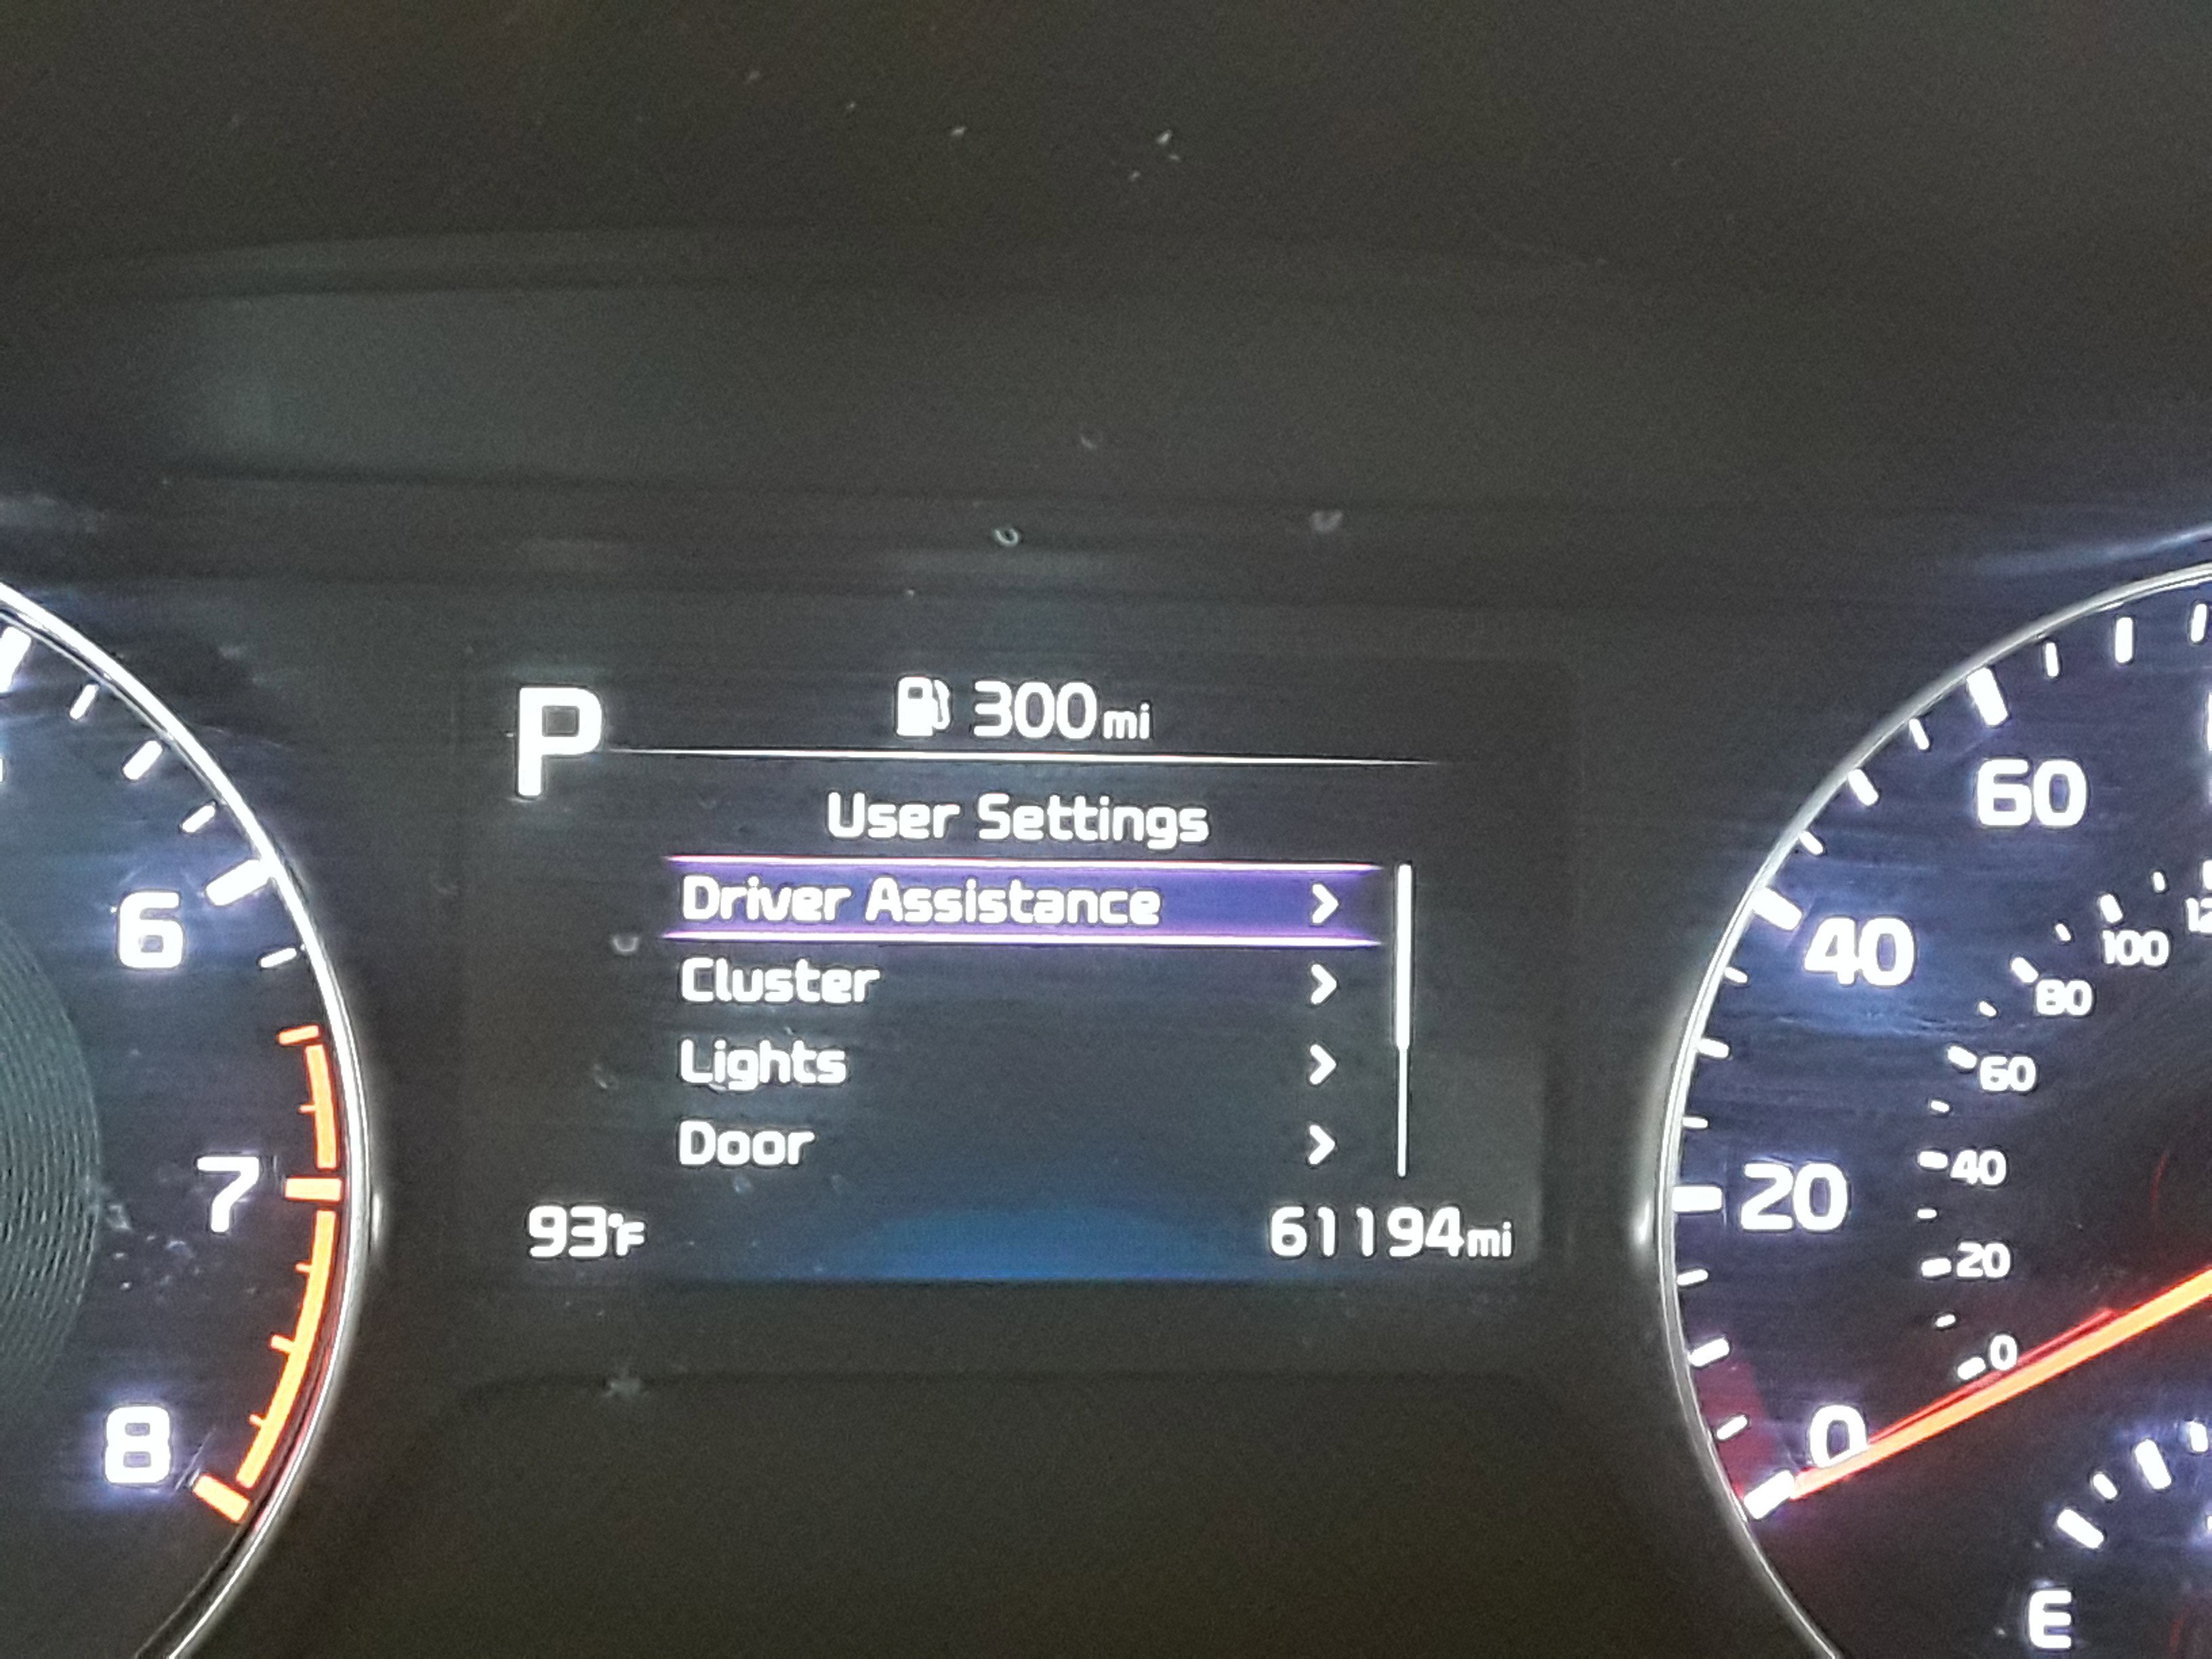 P
300mi
User Settings
Driver Assistance >
Cluster >
Lights >
Door >
93°F
61194mi
6
7
8
60
40
20
0
100
80
60
40
20
0
E